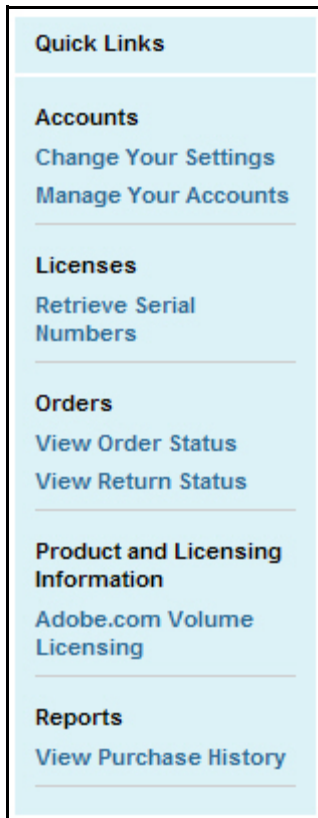 Quick Links
Accounts
Change Your Settings
Manage Your Accounts
Licenses
Retrieve Serial
Numbers
Orders
View Order Status
View Return Status
Product and Licensing
Information
Adobe.com Volume
Licensing
Reports
View Purchase History